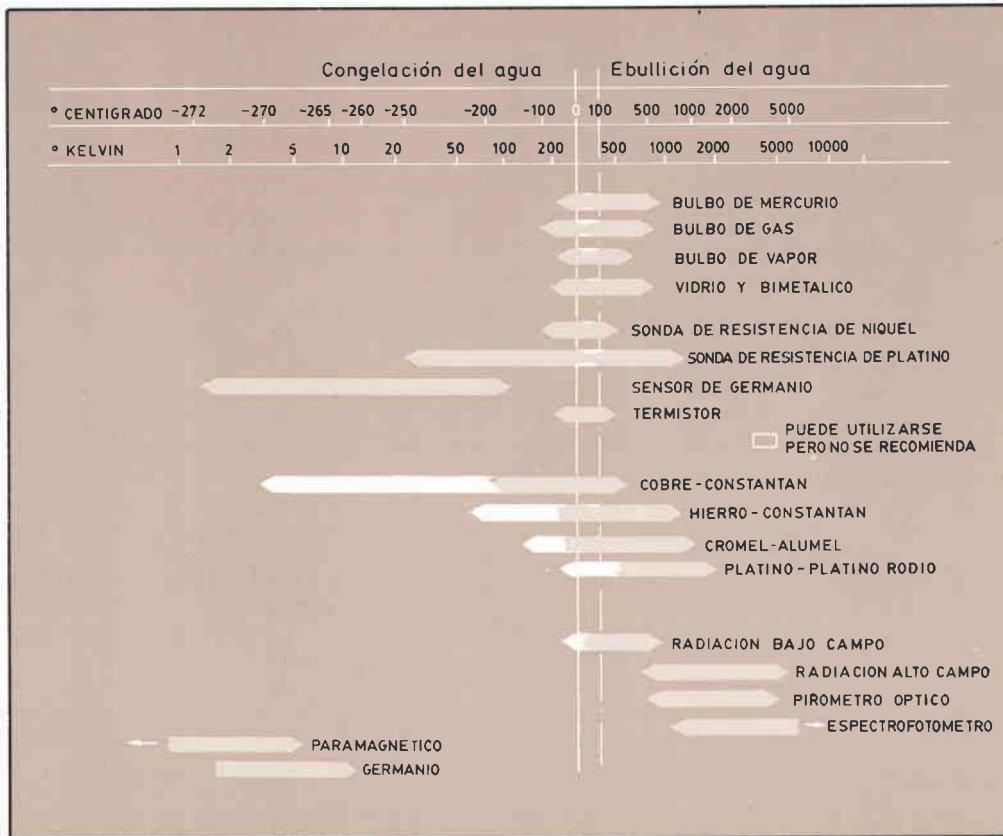 Congelación del agua Ebullición del agua
° CENTIGRADO -272 -270 -265 -260 -250 -200 -100 0 100 500 1000 2000 5000
° KELVIN 1 2 5 10 20 50 100 200 500 1000 2000 5000 10000
BULBO DE MERCURIO
BULBO DE GAS
BULBO DE VAPOR
VIDRIO Y BIMETALICO
SONDA DE RESISTENCIA DE NIQUEL
SONDA DE RESISTENCIA DE PLATINO
SENSOR DE GERMANIO
TERMISTOR
PUEDE UTILIZARSE
PERO NO SE RECOMIENDA
COBRE-CONSTANTAN
HIERRO-CONSTANTAN
CROMEL-ALUMEL
PLATINO-PLATINO RODIO
RADIACION BAJO CAMPO
RADIACION ALTO CAMPO
PIROMETRO OPTICO
ESPECTROFOTOMETRO
PARAMAGNETICO
GERMANIO